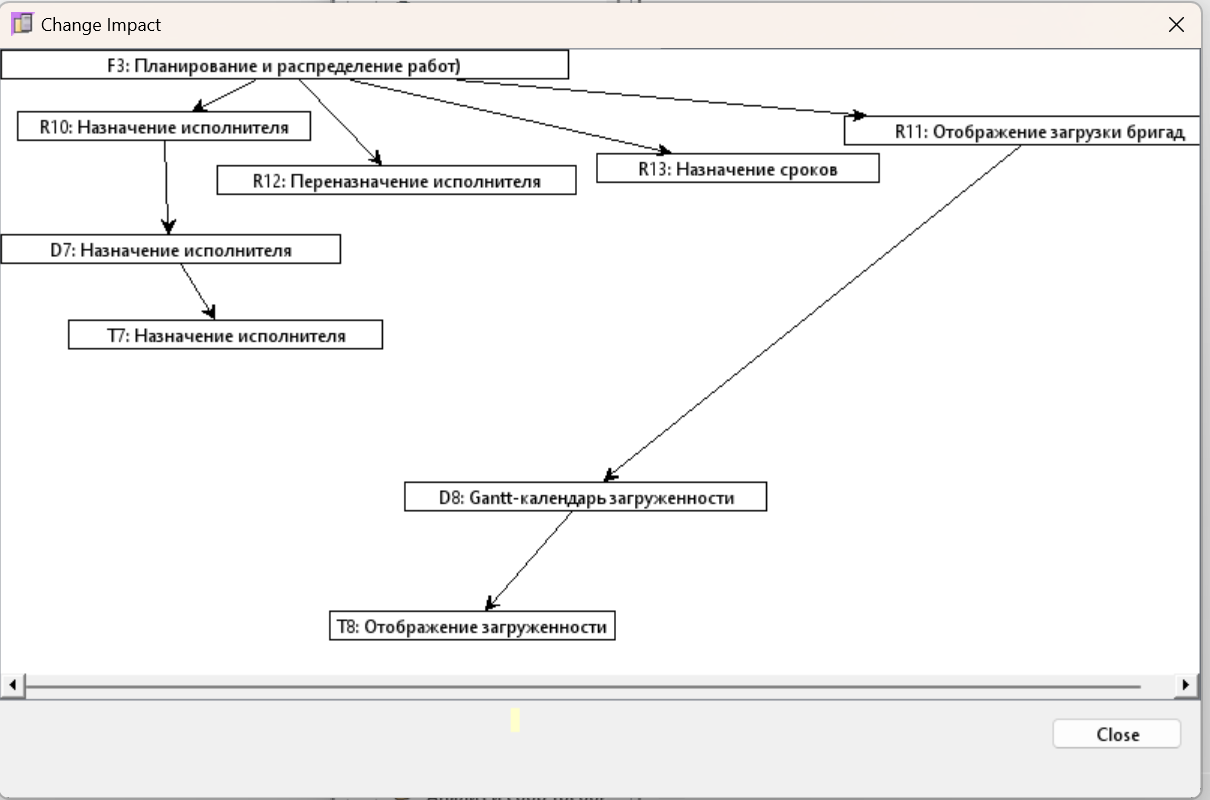 Change Impact
F3: Планирование и распределение работ)
R10: Назначение исполнителя
R11: Отображение загрузки бригад
R13: Назначение сроков
R12: Переназначение исполнителя
D7: Назначение исполнителя
T7: Назначение исполнителя
D8: Gantt-календарь загруженности
T8: Отображение загруженности
Close